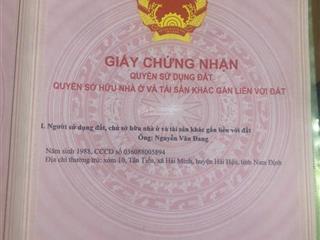 GIẤY CHỨNG NHẬN
QUYỀN SỬ DỤNG ĐẤT
QUYỀN SỞ HỮU NHÀ Ở VÀ TÀI SẢN KHÁC GẮN LIỀN VỚI ĐẤT
I. Người sử dụng đất, chủ sở hữu nhà ở và tài sản khác gắn liền với đất
Ông: Nguyễn Văn Đang
Năm sinh 1988, CCCD số 036088005894
Địa chỉ thường trú: xóm 10, Tân Tiến, xã Hải Minh, huyện Hải Hậu, tỉnh Nam Định